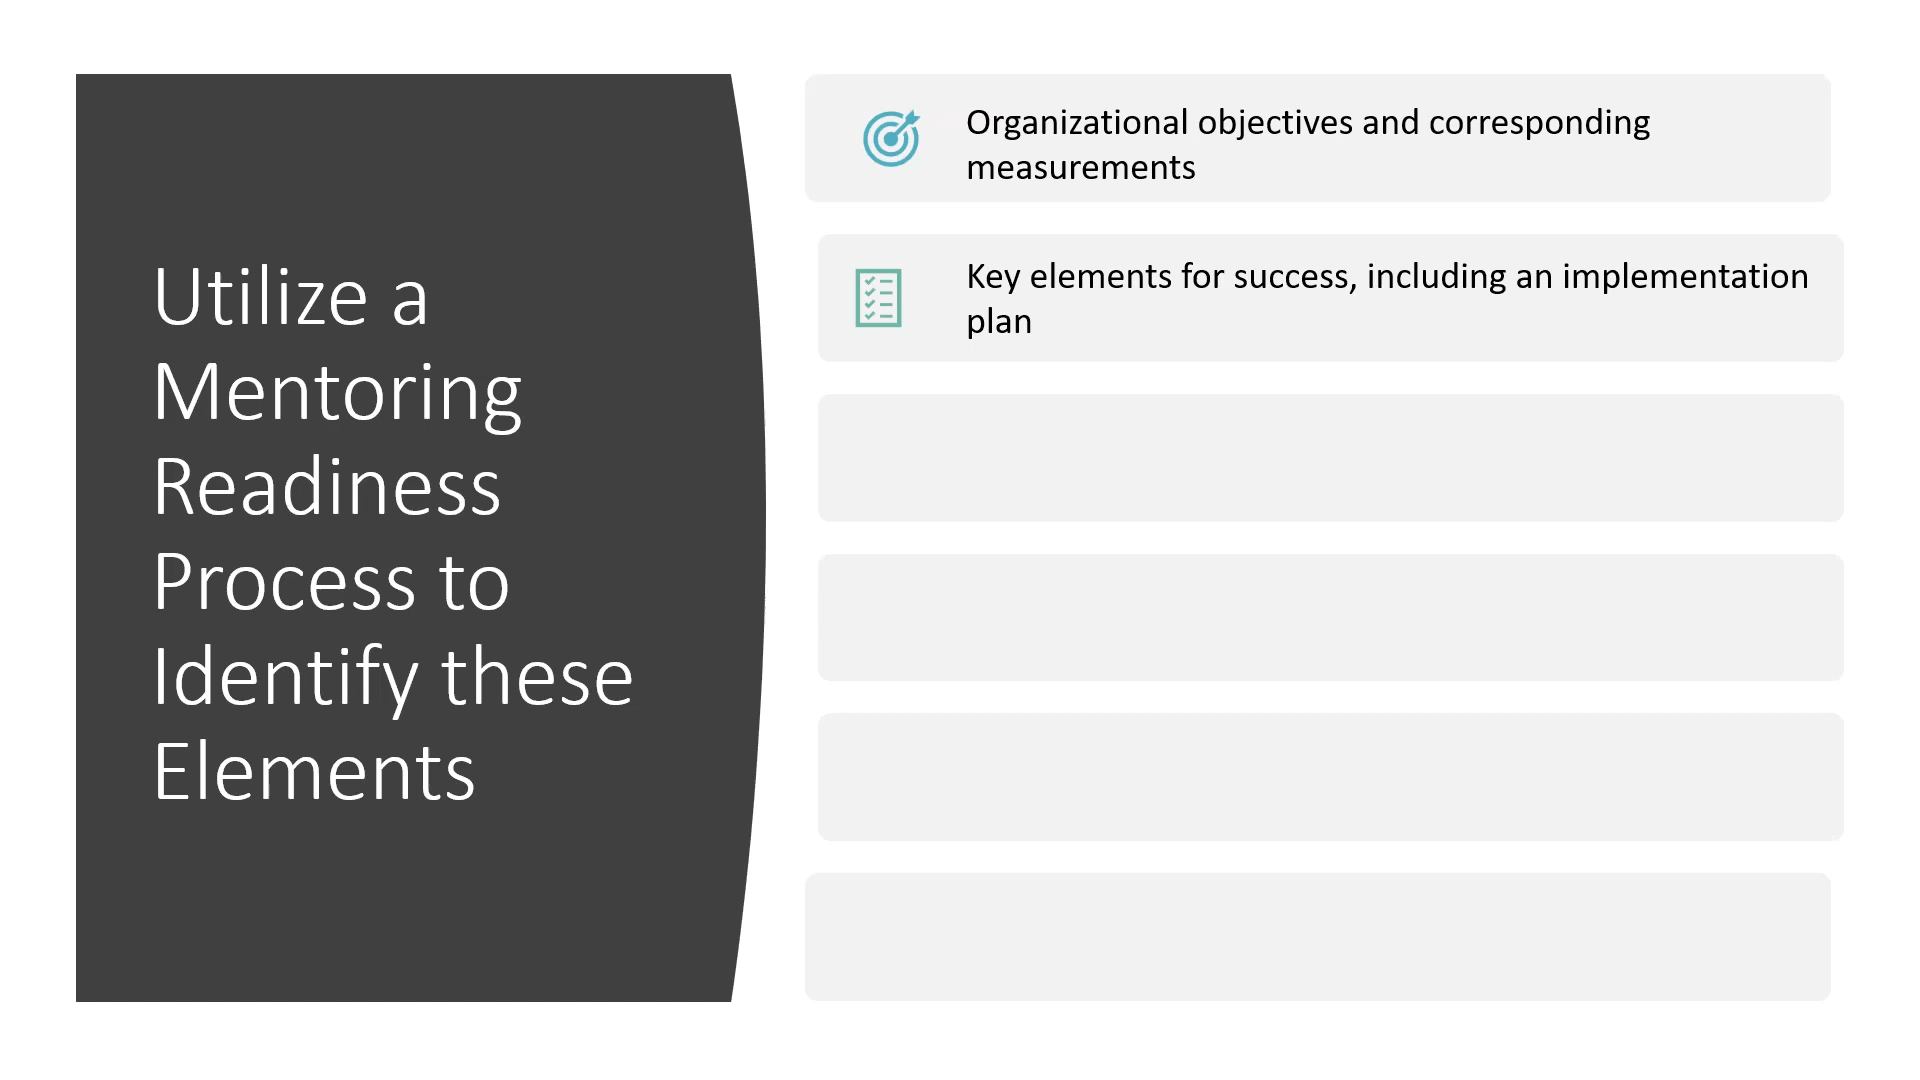 Utilize a
Mentoring
Readiness
Process to
Identify these
Elements
Organizational objectives and corresponding
measurements
Key elements for success, including an implementation
plan